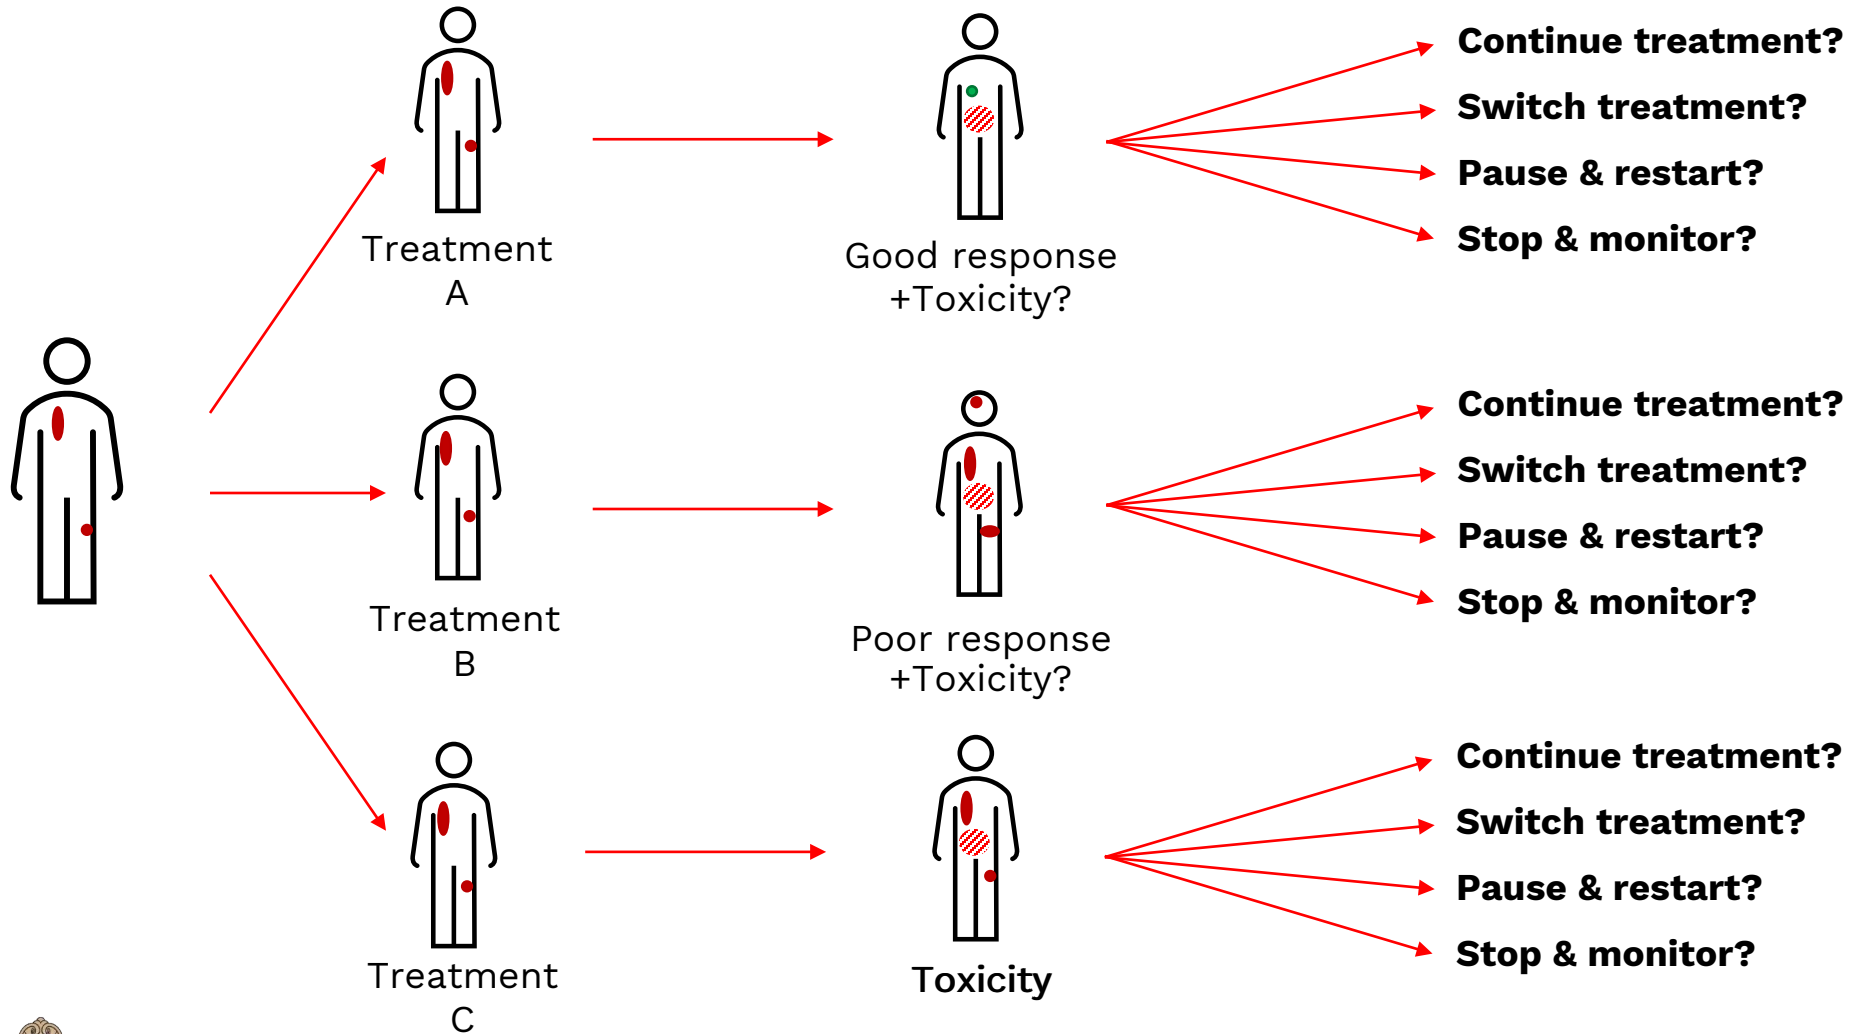 Treatment
A
Good response
+Toxicity?
Continue treatment?
Switch treatment?
Pause & restart?
Stop & monitor?
Treatment
B
Poor response
+Toxicity?
Continue treatment?
Switch treatment?
Pause & restart?
Stop & monitor?
Treatment
C
Toxicity
Continue treatment?
Switch treatment?
Pause & restart?
Stop & monitor?